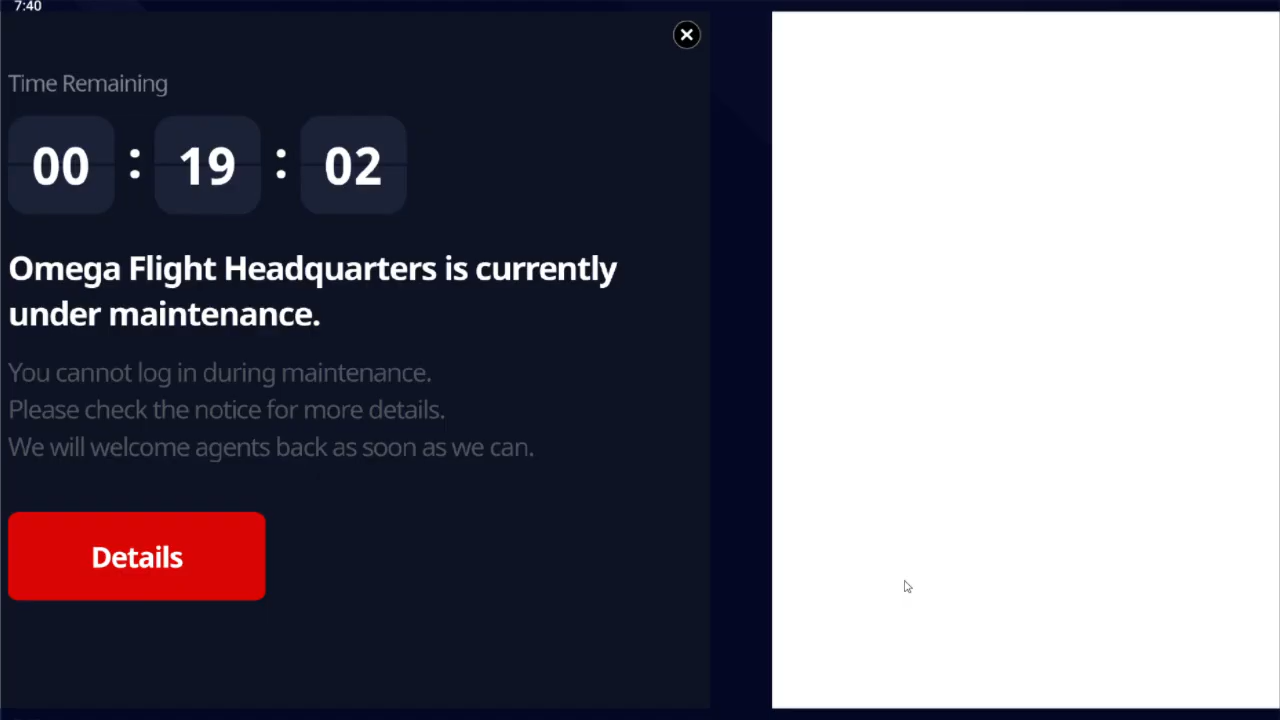 7:40
Time Remaining
00 : 19 : 02
Omega Flight Headquarters is currently
under maintenance.
You cannot log in during maintenance.
Please check the notice for more details.
We will welcome agents back as soon as we can.
Details